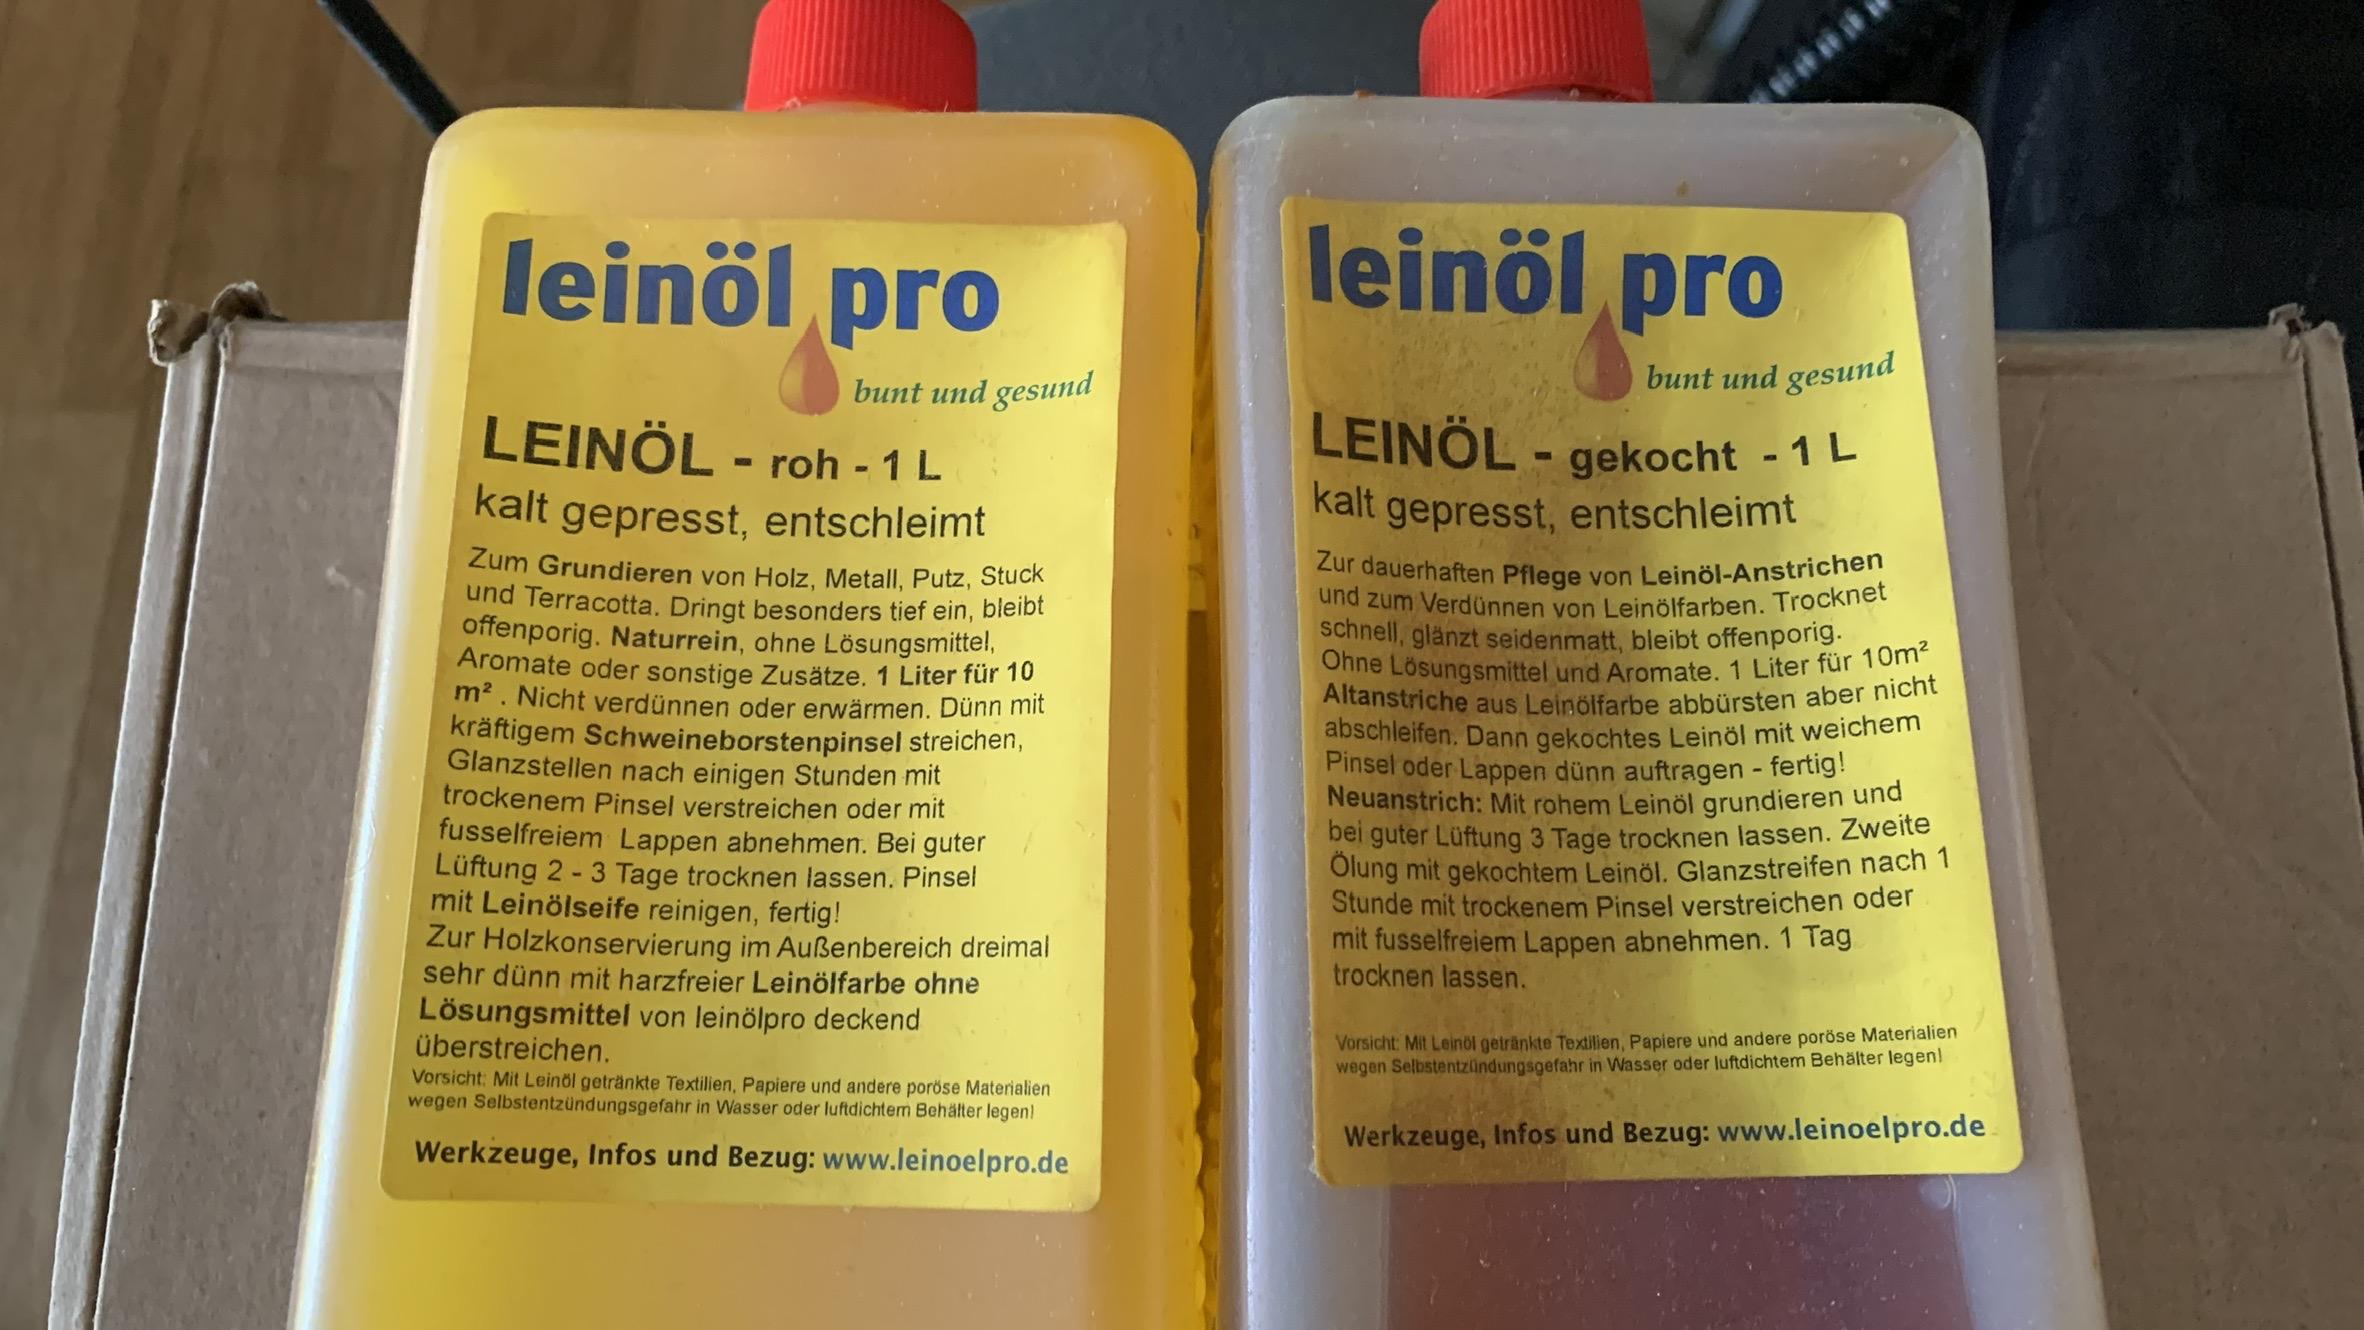 leinöl pro
bunt und gesund
LEINÖL - roh - 1 L
kalt gepresst, entschleimt
Zum Grundieren von Holz, Metall, Putz, Stuck
und Terracotta. Dringt besonders tief ein, bleibt
offenporig. Naturrein, ohne Lösungsmittel,
Aromate oder sonstige Zusätze. 1 Liter für 10
m² . Nicht verdünnen oder erwärmen. Dünn mit
kräftigem Schweineborstenpinsel streichen,
Glanzstellen nach einigen Stunden mit
trockenem Pinsel verstreichen oder mit
fusselfreiem Lappen abnehmen. Bei guter
Lüftung 2 - 3 Tage trocknen lassen. Pinsel
mit Leinölseife reinigen, fertig!
Zur Holzkonservierung im Außenbereich dreimal
sehr dünn mit harzfreier Leinölfarbe ohne
Lösungsmittel von leinölpro deckend
überstreichen.
Vorsicht: Mit Leinöl getränkte Textilien, Papiere und andere poröse Materialien
wegen Selbstentzündungsgefahr in Wasser oder luftdichtem Behälter legen!
Werkzeuge, Infos und Bezug: www.leinoelpro.de
leinöl pro
bunt und gesund
LEINÖL - gekocht - 1 L
kalt gepresst, entschleimt
Zur dauerhaften Pflege von Leinöl-Anstrichen
und zum Verdünnen von Leinölfarben. Trocknet
schnell, glänzt seidenmatt, bleibt offenporig.
Ohne Lösungsmittel und Aromate. 1 Liter für 10m²
Altanstriche aus Leinölfarbe abbürsten aber nicht
abschleifen. Dann gekochtes Leinöl mit weichem
Pinsel oder Lappen dünn auftragen - fertig!
Neuanstrich: Mit rohem Leinöl grundieren und
bei guter Lüftung 3 Tage trocknen lassen. Zweite
Ölung mit gekochtem Leinöl. Glanzstreifen nach 1
Stunde mit trockenem Pinsel verstreichen oder
mit fusselfreiem Lappen abnehmen. 1 Tag
trocknen lassen.
Vorsicht: Mit Leinöl getränkte Textilien, Papiere und andere poröse Materialien
wegen Selbstentzündungsgefahr in Wasser oder luftdichtem Behälter legen!
Werkzeuge, Infos und Bezug: www.leinoelpro.de